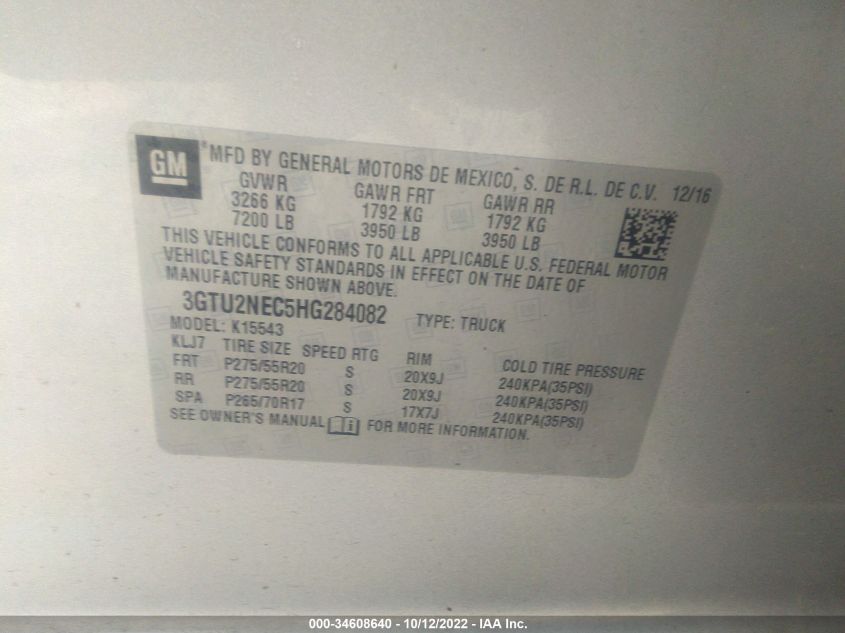 GM
*MFD BY GENERAL MOTORS DE MEXICO, S. DE R.L. DE C.V. 12/16
GVWR GAWR FRT GAWR RR
3266 KG 1792 KG 1792 KG
7200 LB 3950 LB 3950 LB
THIS VEHICLE CONFORMS TO ALL APPLICABLE U.S. FEDERAL MOTOR
VEHICLE SAFETY STANDARDS IN EFFECT ON THE DATE OF
MANUFACTURE SHOWN ABOVE.
3GTU2NEC5HG284082 TYPE: TRUCK
MODEL: K15543
KLJ7 TIRE SIZE SPEED RTG RIM COLD TIRE PRESSURE
FRT P275/55R20 S 20X9J 240KPA(35PSI)
RR P275/55R20 S 20X9J 240KPA(35PSI)
SPA P265/70R17 S 17X7J 240KPA(35PSI)
SEE OWNER'S MANUAL i FOR MORE INFORMATION.
000-34608640 - 10/12/2022 - IAA Inc.